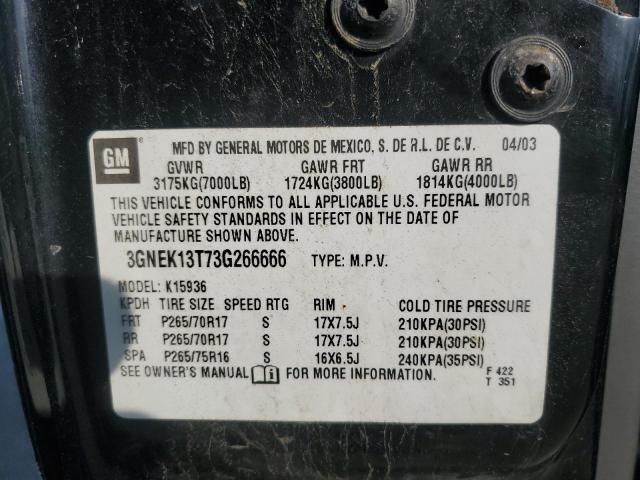 GM
MFD BY GENERAL MOTORS DE MEXICO, S. DE R.L. DE C.V. 04/03
GVWR GAWR FRT GAWR RR
3175KG(7000LB) 1724KG(3800LB) 1814KG(4000LB)
THIS VEHICLE CONFORMS TO ALL APPLICABLE U.S. FEDERAL MOTOR
VEHICLE SAFETY STANDARDS IN EFFECT ON THE DATE OF
MANUFACTURE SHOWN ABOVE.
3GNEK13T73G266666 TYPE: M.P.V.
MODEL: K15936
KPDH TIRE SIZE SPEED RTG RIM COLD TIRE PRESSURE
FRT P265/70R17 S 17X7.5J 210KPA(30PSI)
RR P265/70R17 S 17X7.5J 210KPA(30PSI)
SPA P265/75R16 S 16X6.5J 240KPA(35PSI)
SEE OWNER'S MANUAL FOR MORE INFORMATION. F 422
T 351